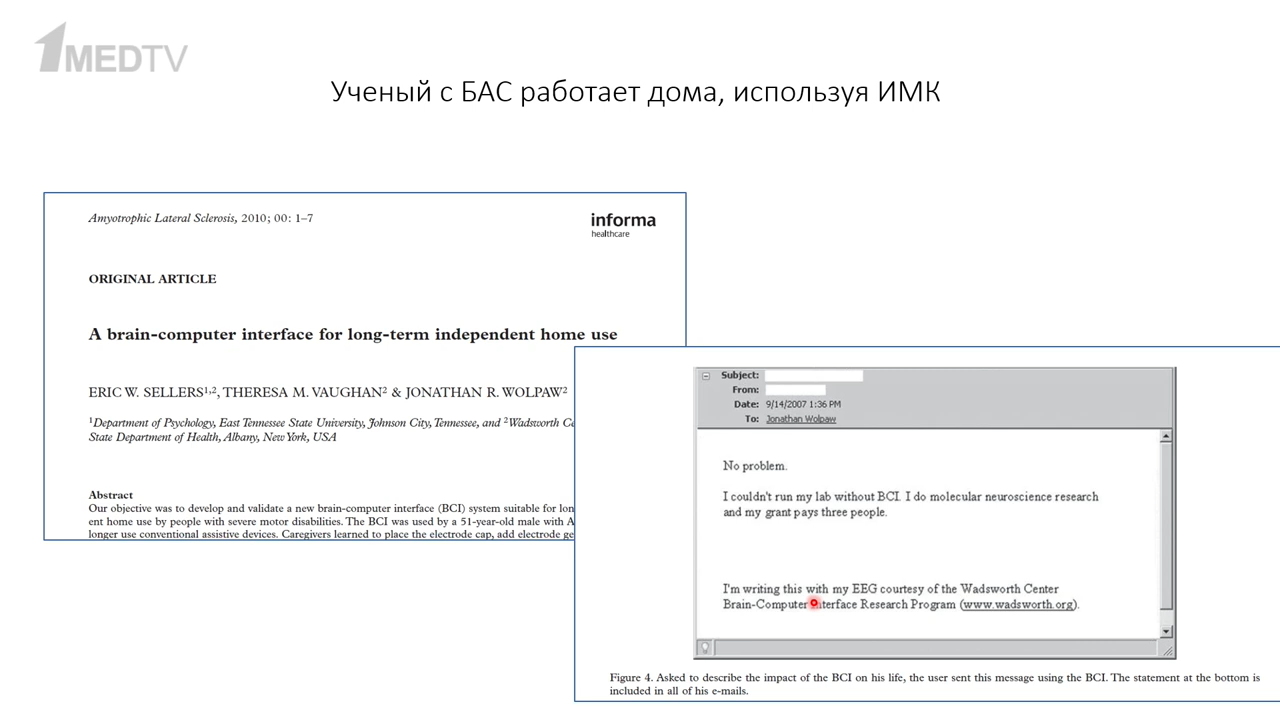 1MEDTV
Ученый с БАС работает дома, используя ИМК
Amyotrophic Lateral Sclerosis, 2010; 00: 1–7
informa
healthcare
ORIGINAL ARTICLE
A brain-computer interface for long-term independent home use
ERIC W. SELLERS1,2, THERESA M. VAUGHAN2 & JONATHAN R. WOLPAW2
1Department of Psychology, East Tennessee State University, Johnson City, Tennessee, and 2Wadsworth
State Department of Health, Albany, New York, USA
Abstract
Our objective was to develop and validate a new brain-computer interface (BCI) system suitable for
ent home use by people with severe motor disabilities. The BCI was used by a 51-year-old male with
longer use conventional assistive devices. Caregivers learned to place the electrode cap, add electrode
Subject:
From:
Date: 9/14/2007 1:36 PM
To: Jonathan Wolpaw
No problem.
I couldn't run my lab without BCI. I do molecular neuroscience research
and my grant pays three people.
I'm writing this with my EEG courtesy of the Wadsworth Center
Brain-Computer Interface Research Program (www.wadsworth.org).
Figure 4. Asked to describe the impact of the BCI on his life, the user sent this message using the BCI. The statement at the bottom is
included in all of his e-mails.